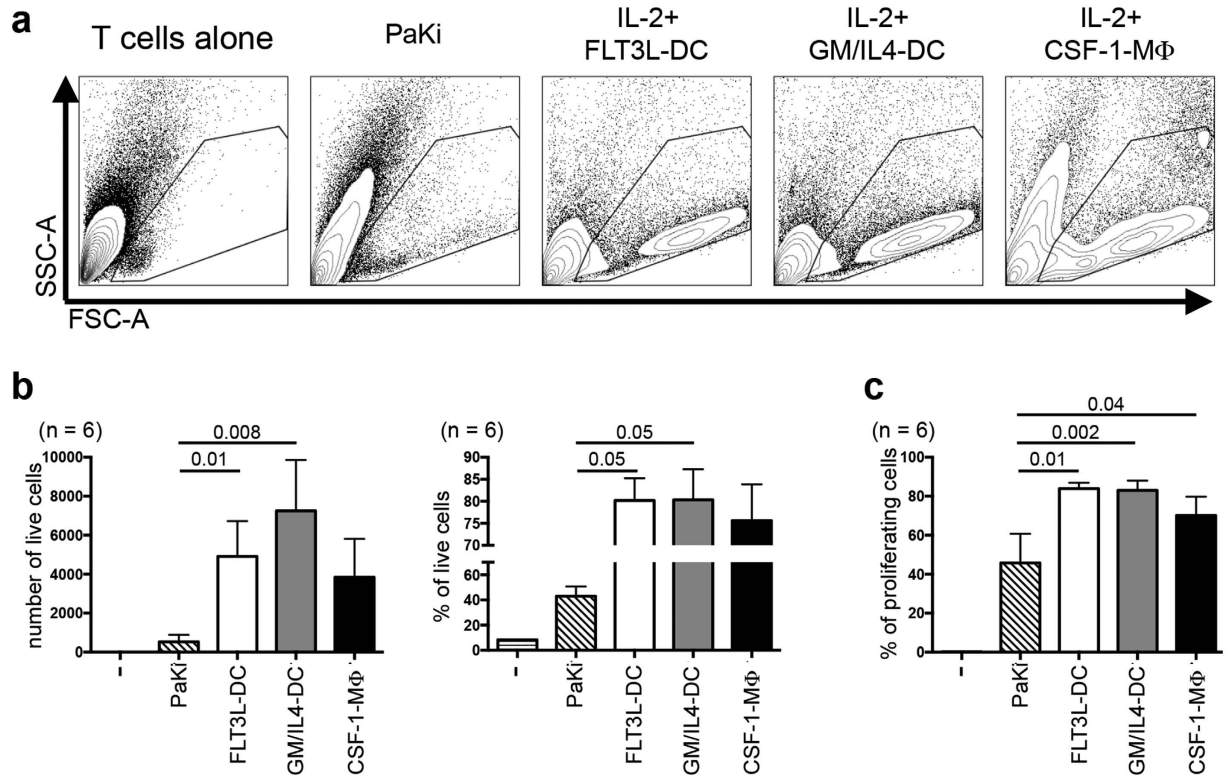 a
T cells alone
PaKi
IL-2+
FLT3L-DC
IL-2+
GM/IL4-DC
IL-2+
CSF-1-MΦ
SSC-A
FSC-A
b
(n = 6)
0.008
0.01
number of live cells
10000
8000
6000
4000
2000
0
-
PaKi
FLT3L-DC
GM/IL4-DC
CSF-1-MΦ
(n = 6)
0.05
0.05
% of live cells
90
85
80
75
70
60
40
20
0
-
PaKi
FLT3L-DC
GM/IL4-DC
CSF-1-MΦ
c
(n = 6)
0.04
0.002
0.01
% of proliferating cells
100
80
60
40
20
0
-
PaKi
FLT3L-DC
GM/IL4-DC
CSF-1-MΦ